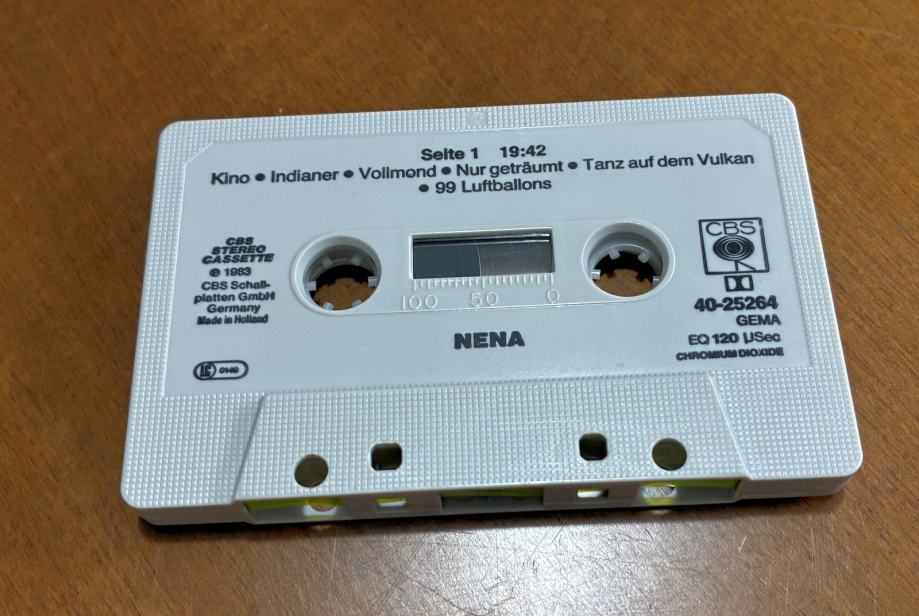 Seite 1 19:42
Kino ● Indianer ● Vollmond ● Nur geträumt ● Tanz auf dem Vulkan
● 99 Luftballons
CBS
STEREO
CASSETTE
℗ 1983
CBS Schall-
platten GmbH
Germany
Made in Holland
LC 0149
100 50 0
NENA
CBS
40-25264
GEMA
EQ 120 µSec
CHROMIUM DIOXIDE